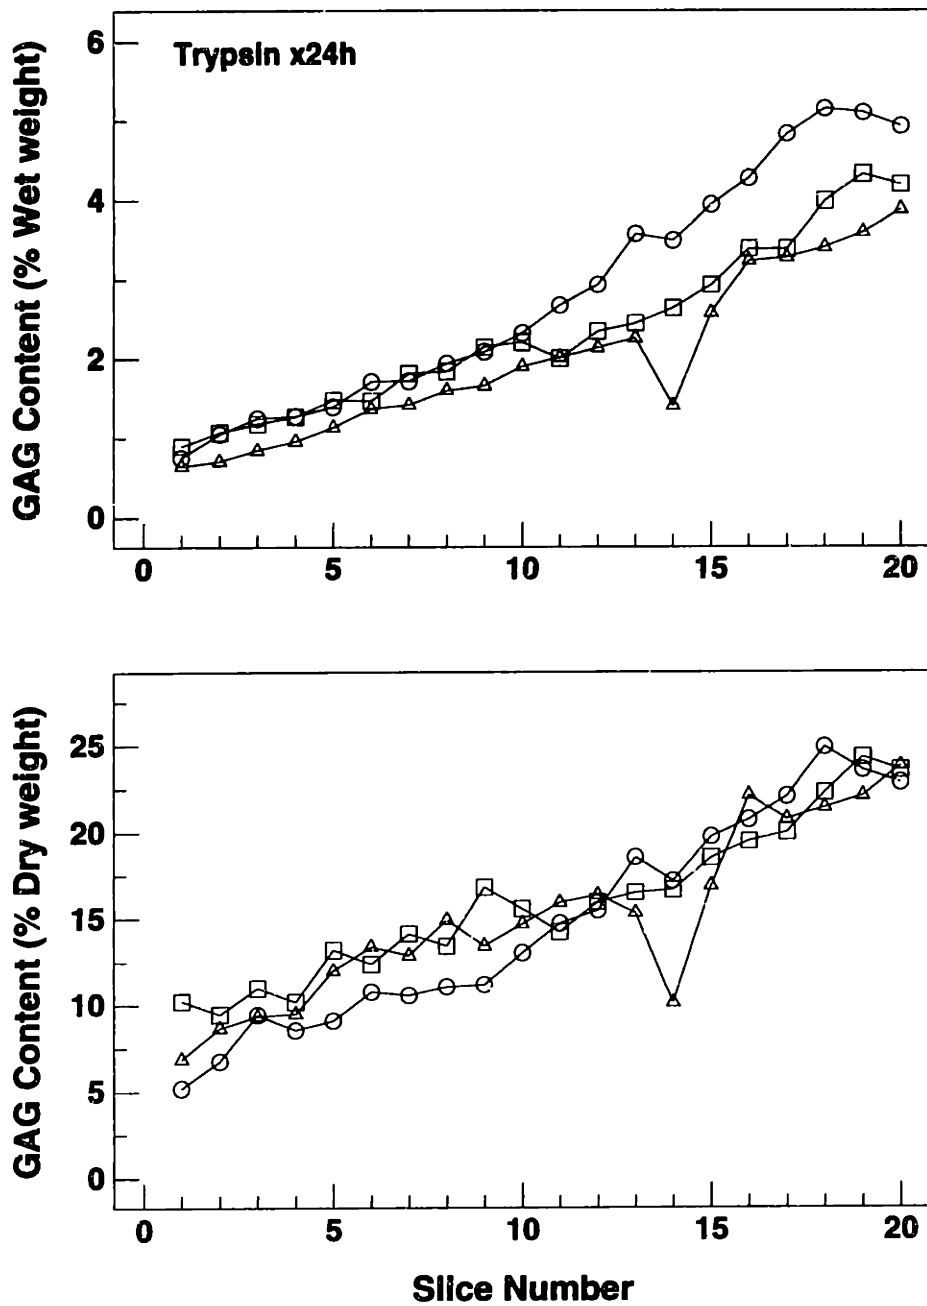 Trypsin x24h
GAG Content (% Wet weight)
6
4
2
0
0 5 10 15 20
GAG Content (% Dry weight)
25
20
15
10
5
0
0 5 10 15 20
Slice Number